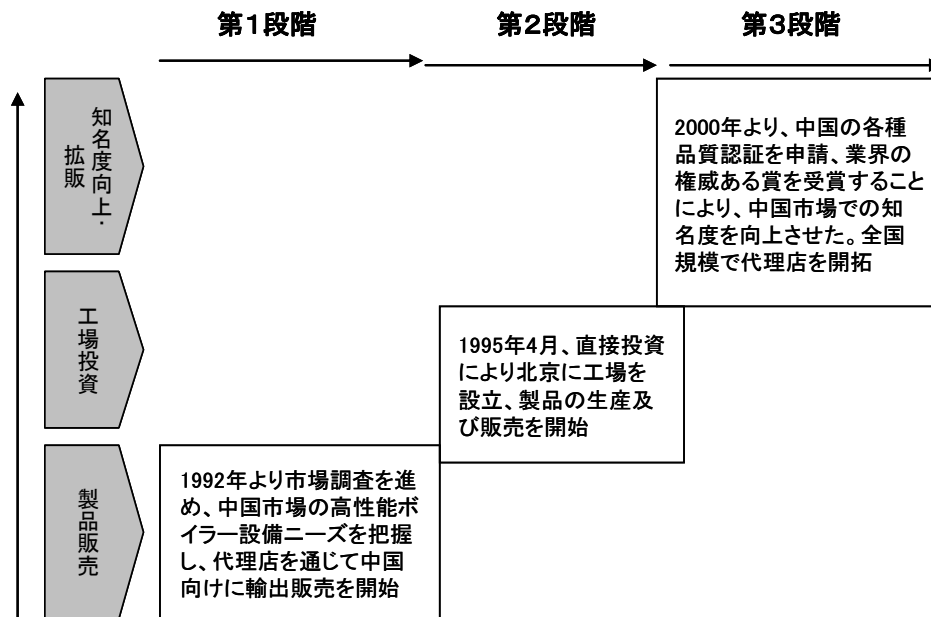 第1段階
第2段階
第3段階
知名度向上・
拡販
2000年より、中国の各種
品質認証を申請、業界の
権威ある賞を受賞すること
により、中国市場での知
名度を向上させた。全国
規模で代理店を開拓
工場投資
1995年4月、直接投資
により北京に工場を
設立、製品の生産及
び販売を開始
製品販売
1992年より市場調査を進
め、中国市場の高性能ボ
イラー設備ニーズを把握
し、代理店を通じて中国
向けに輸出販売を開始